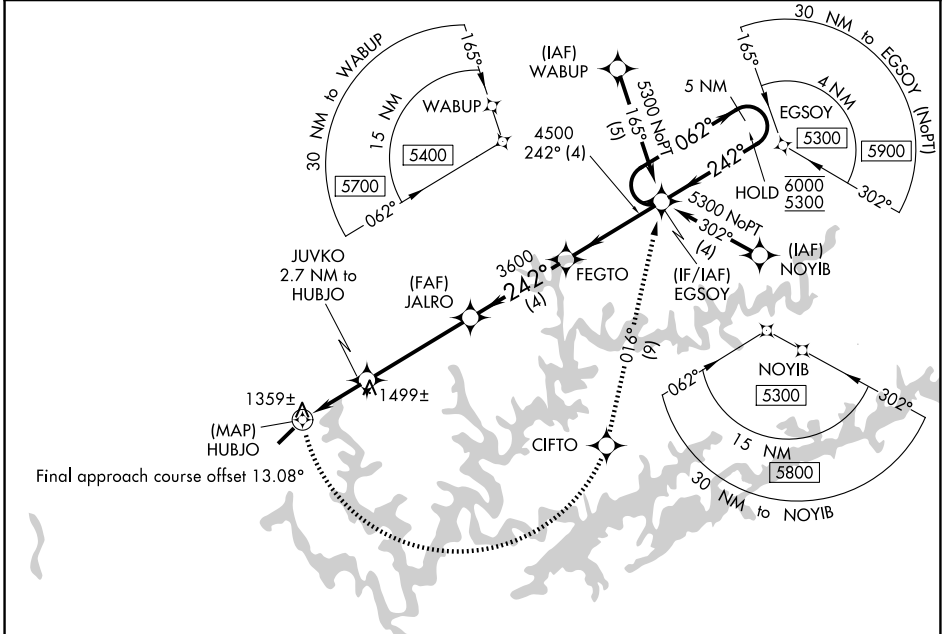 30 NM to WABUP
15 NM
165°
WABUP
5400
5700
062°
(IAF)
WABUP
5300 NoPT
165°
(5)
5 NM
062°
242°
4500
242° (4)
HOLD
6000
5300
30 NM to EGSOY (NoPT)
165°
4 NM
EGSOY
5300
5900
302°
5300 NoPT
302°
(4)
(IAF)
NOYIB
(IF/IAF)
EGSOY
FEGTO
3600
242°
(4)
(FAF)
JALRO
JUVKO
2.7 NM to
HUBJO
1499±
1359±
(MAP)
HUBJO
Final approach course offset 13.08°
CIFTO
016°
(9)
062°
NOYIB
5300
302°
15 NM
5800
30 NM to NOYIB